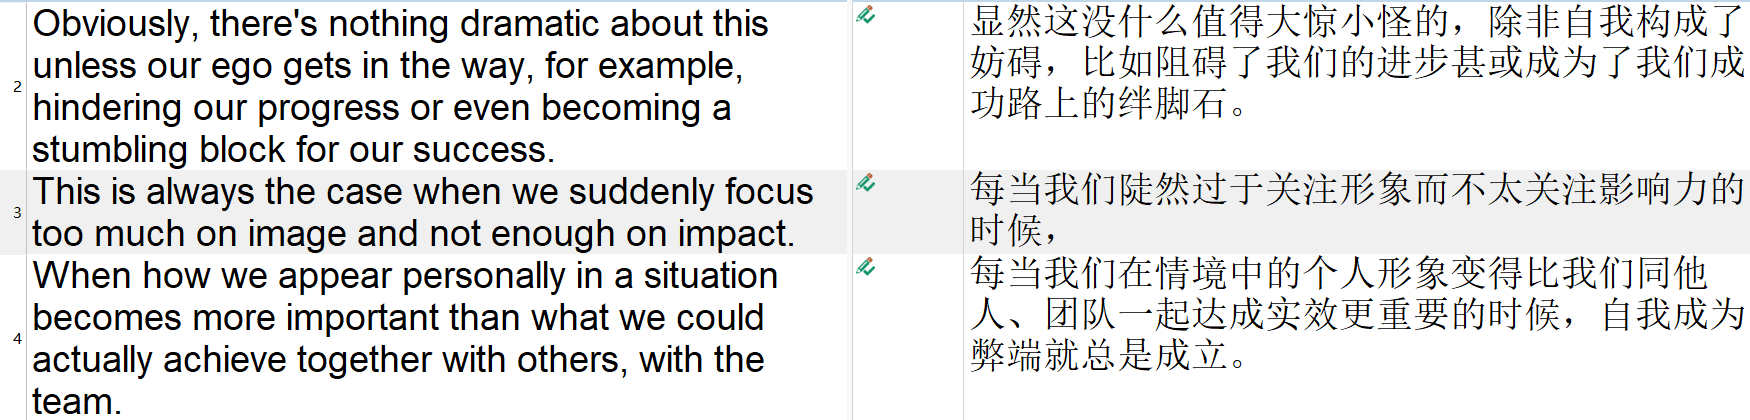 2
Obviously, there's nothing dramatic about this
unless our ego gets in the way, for example,
hindering our progress or even becoming a
stumbling block for our success.
显然这没什么值得大惊小怪的，除非自我构成了
妨碍，比如阻碍了我们的进步甚或成为了我们成
功路上的绊脚石。
3
This is always the case when we suddenly focus
too much on image and not enough on impact.
每当我们陡然过于关注形象而不太关注影响力的
时候，
4
When how we appear personally in a situation
becomes more important than what we could
actually achieve together with others, with the
team.
每当我们在情境中的个人形象变得比我们同他
人、团队一起达成实效更重要的时候，自我成为
弊端就总是成立。